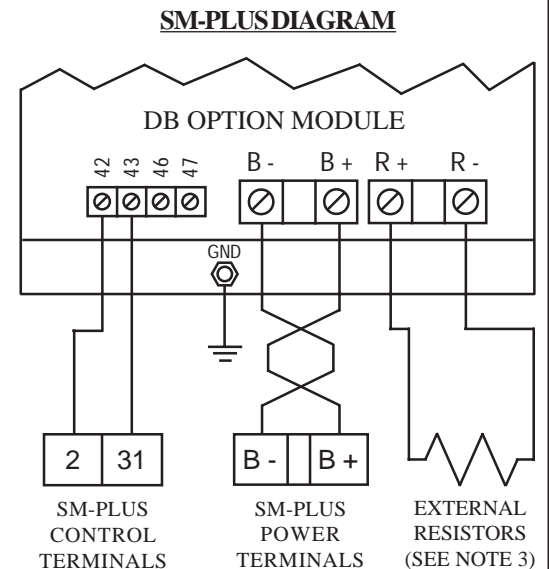 SM-PLUS DIAGRAM
DB OPTION MODULE
42 43 46 47
B - B + R + R -
GND
2 31 B - B +
SM-PLUS
CONTROL
TERMINALS
SM-PLUS
POWER
TERMINALS
EXTERNAL
RESISTORS
(SEE NOTE 3)